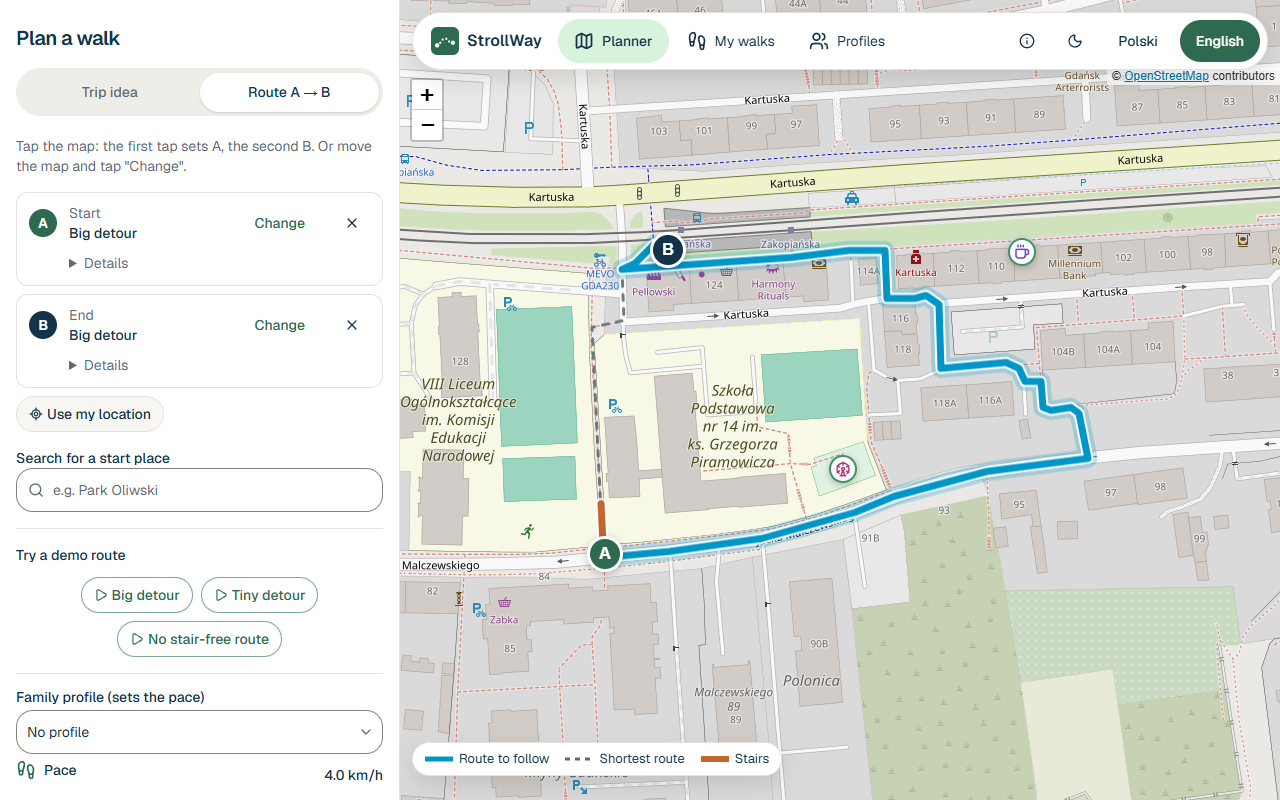 Plan a walk
Trip idea
Route A → B
Tap the map: the first tap sets A, the second B. Or move
the map and tap "Change".
A
Start
Big detour
Change
Details
B
End
Big detour
Change
Details
Use my location
Search for a start place
e.g. Park Oliwski
Try a demo route
Big detour
Tiny detour
No stair-free route
Family profile (sets the pace)
No profile
Pace
4.0 km/h
StrollWay
Planner
My walks
Profiles
Polski
English
© OpenStreetMap contributors
+
−
Gdańsk
Arterrorists
Kartuska
Kartuska
103
101
99
97
95
93
91
89
87
85
83
81
P
Kartuska
Kartuska
Kartuska
P
Zakopiańska
B
MEVO
GDA230
Pellowski
124
Harmony
Rituals
114A
Kartuska
112
110
Millennium
Bank
102
100
98
Kartuska
Kartuska
116
118
P
104B
104A
104
38
118A
116A
128
VIII Liceum
Ogólnokształcące
im. Komisji
Edukacji
Narodowej
Szkoła
Podstawowa
nr 14 im.
ks. Grzegorza
Piramowicza
97
98
95
93
99
91B
A
Malczewskiego
84
82
Żabka
85
90B
Polonica
Malczewskiego
89
89
Route to follow
Shortest route
Stairs